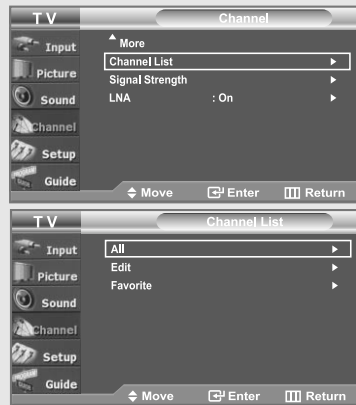 TV Channel
Input
Picture
Sound
Channel
Setup
Guide
▲ More
Channel List ►
Signal Strength ►
LNA : On ►
Move Enter Return
TV Channel List
Input
Picture
Sound
Channel
Setup
Guide
All ►
Edit ►
Favorite ►
Move Enter Return